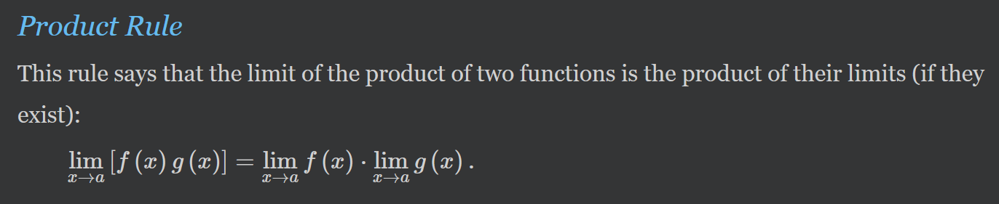 Product Rule
This rule says that the limit of the product of two functions is the product of their limits (if they
exist):
lim [f (x) g (x)] = lim f (x) · lim g (x) .
x→a x→a x→a